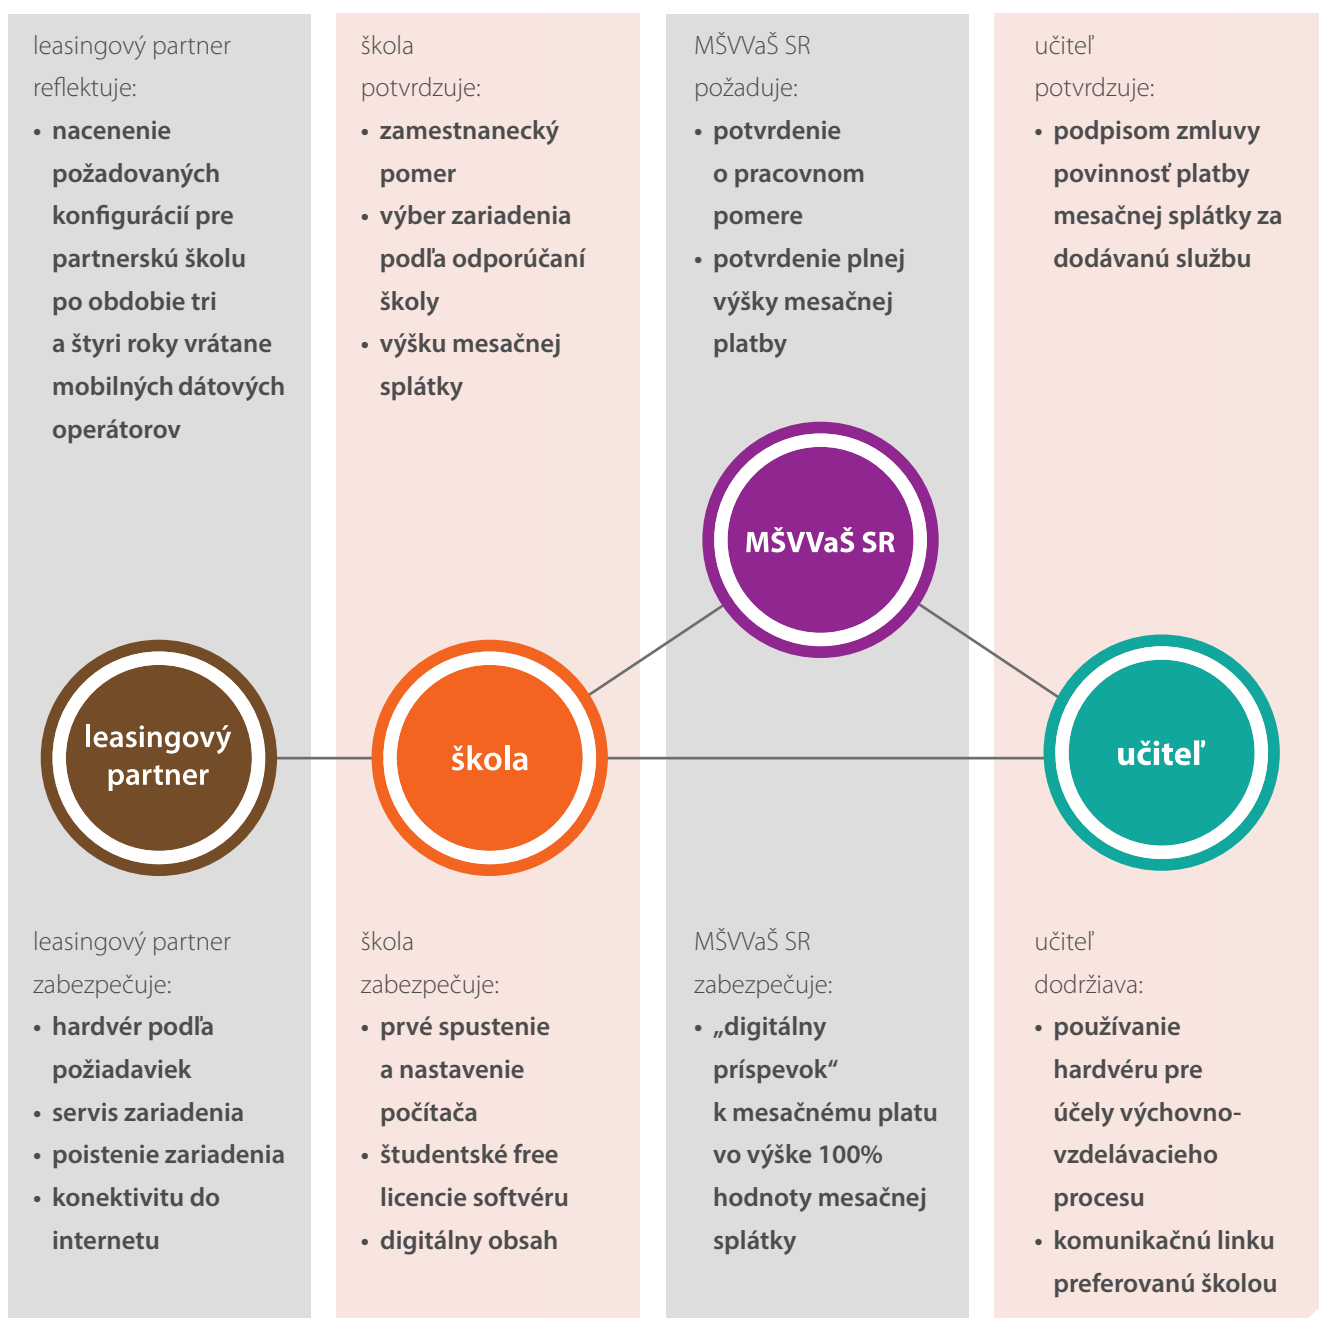 leasingový partner
reflektuje:
• nacenenie
požadovaných
konfigurácií pre
partnerskú školu
po obdobie tri
a štyri roky vrátane
mobilných dátových
operátorov
škola
potvrdzuje:
• zamestnanecký
pomer
• výber zariadenia
podľa odporúčaní
školy
• výšku mesačnej
splátky
MŠVVaŠ SR
požaduje:
• potvrdenie
o pracovnom
pomere
• potvrdenie plnej
výšky mesačnej
platby
učiteľ
potvrdzuje:
• podpisom zmluvy
povinnosť platby
mesačnej splátky za
dodávanú službu
MŠVVaŠ SR
leasingový
partner
škola
učiteľ
leasingový partner
zabezpečuje:
• hardvér podľa
požiadaviek
• servis zariadenia
• poistenie zariadenia
• konektivitu do
internetu
škola
zabezpečuje:
• prvé spustenie
a nastavenie
počítača
• študentské free
licencie softvéru
• digitálny obsah
MŠVVaŠ SR
zabezpečuje:
• „digitálny
príspevok“
k mesačnému platu
vo výške 100%
hodnoty mesačnej
splátky
učiteľ
dodržiava:
• používanie
hardvéru pre
účely výchovno-
vzdelávacieho
procesu
• komunikačnú linku
preferovanú školou